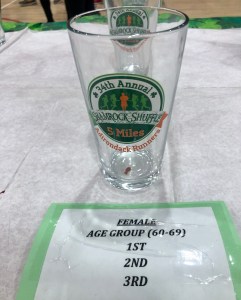 34th Annual
SHAMROCK SHUFFLE
5 Miles
Adirondack Runners
FEMALE
AGE GROUP (60-69)
1ST
2ND
3RD